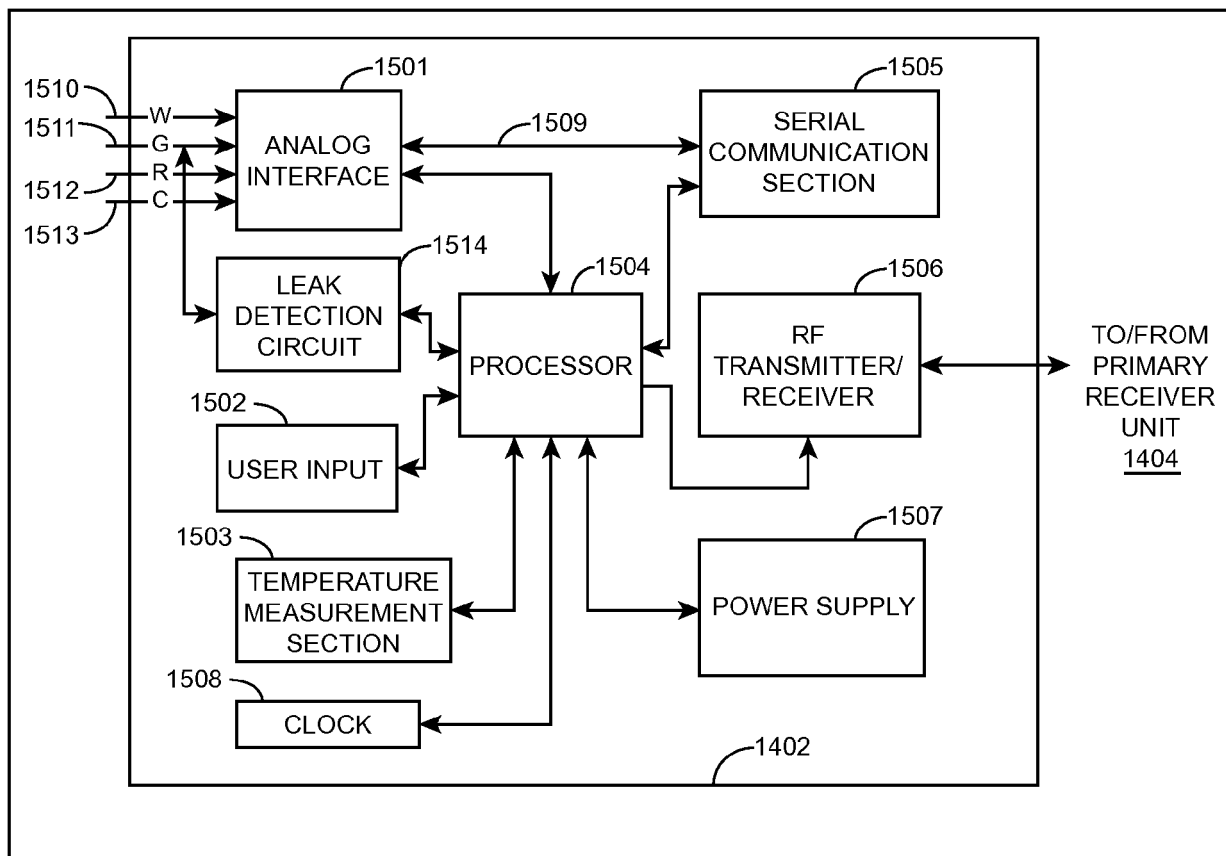 1501
1505
1510
W
1511
G
1512
R
1513
C
ANALOG
INTERFACE
1509
SERIAL
COMMUNICATION
SECTION
1514
LEAK
DETECTION
CIRCUIT
1504
PROCESSOR
1506
RF
TRANSMITTER/
RECEIVER
TO/FROM
PRIMARY
RECEIVER
UNIT
1404
1502
USER INPUT
1503
TEMPERATURE
MEASUREMENT
SECTION
1507
POWER SUPPLY
1508
CLOCK
1402